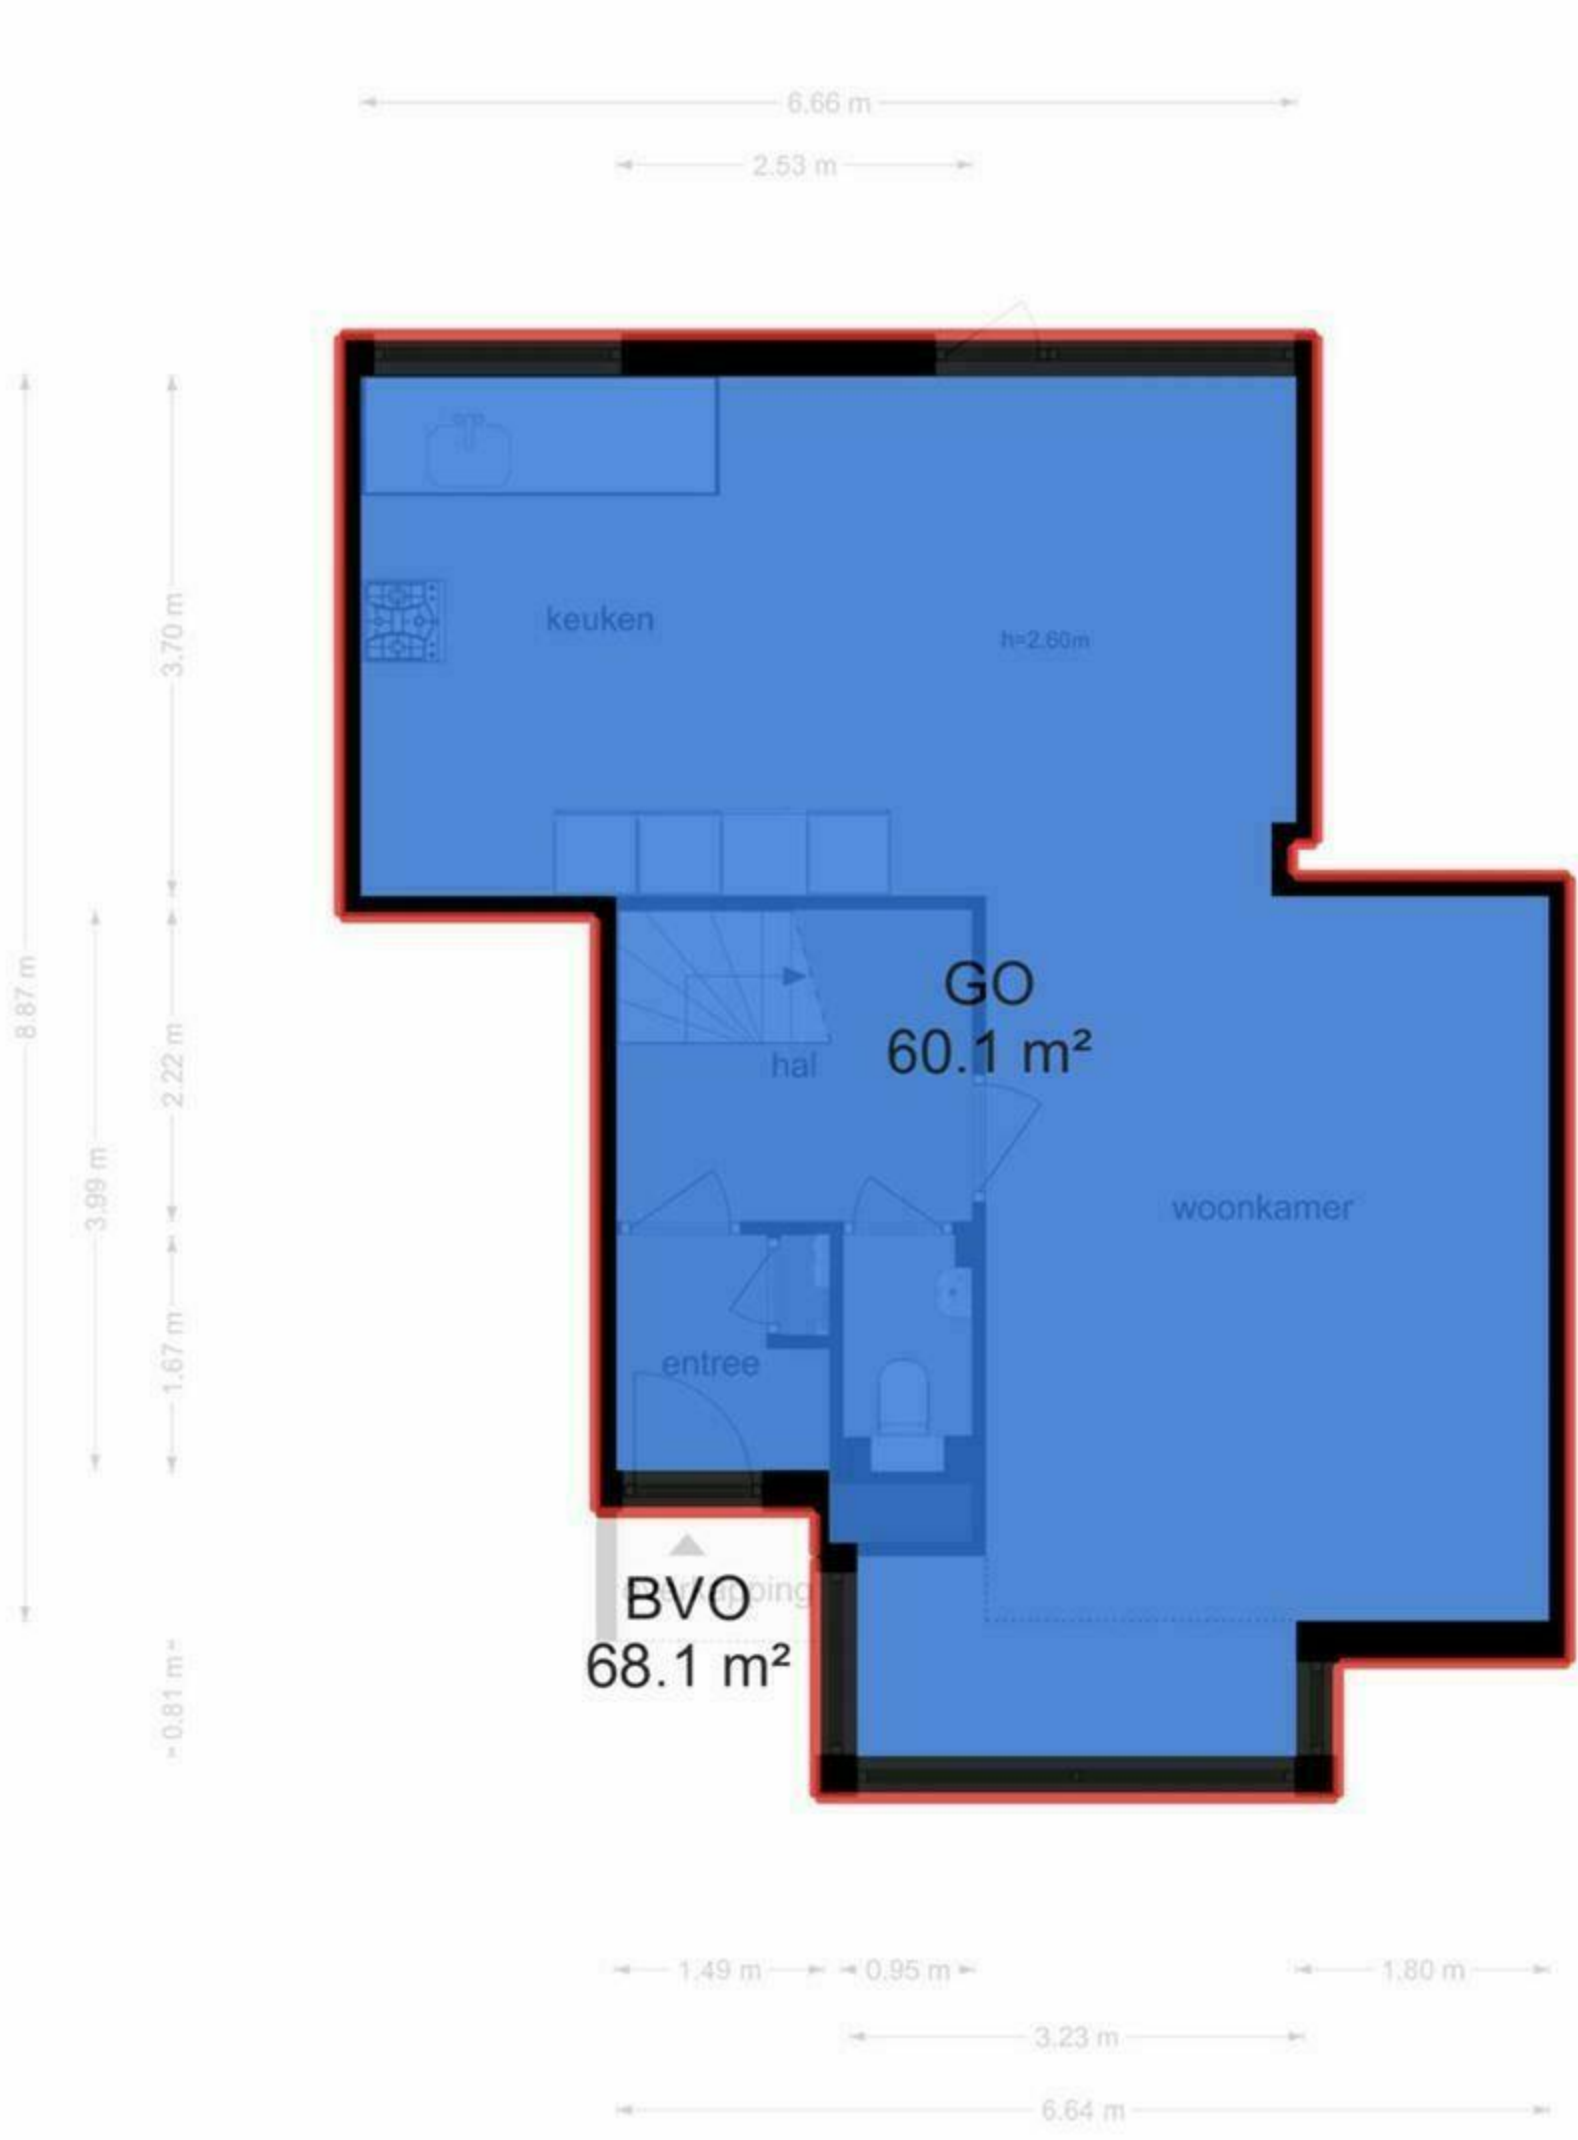 6.66 m
2.53 m
keuken
h=2.60m
3.70 m
8.87 m
GO
60.1 m²
hal
2.22 m
3.99 m
woonkamer
1.67 m
entree
overkapping
BVO
68.1 m²
0.81 m
1.49 m
0.95 m
1.80 m
3.23 m
6.64 m